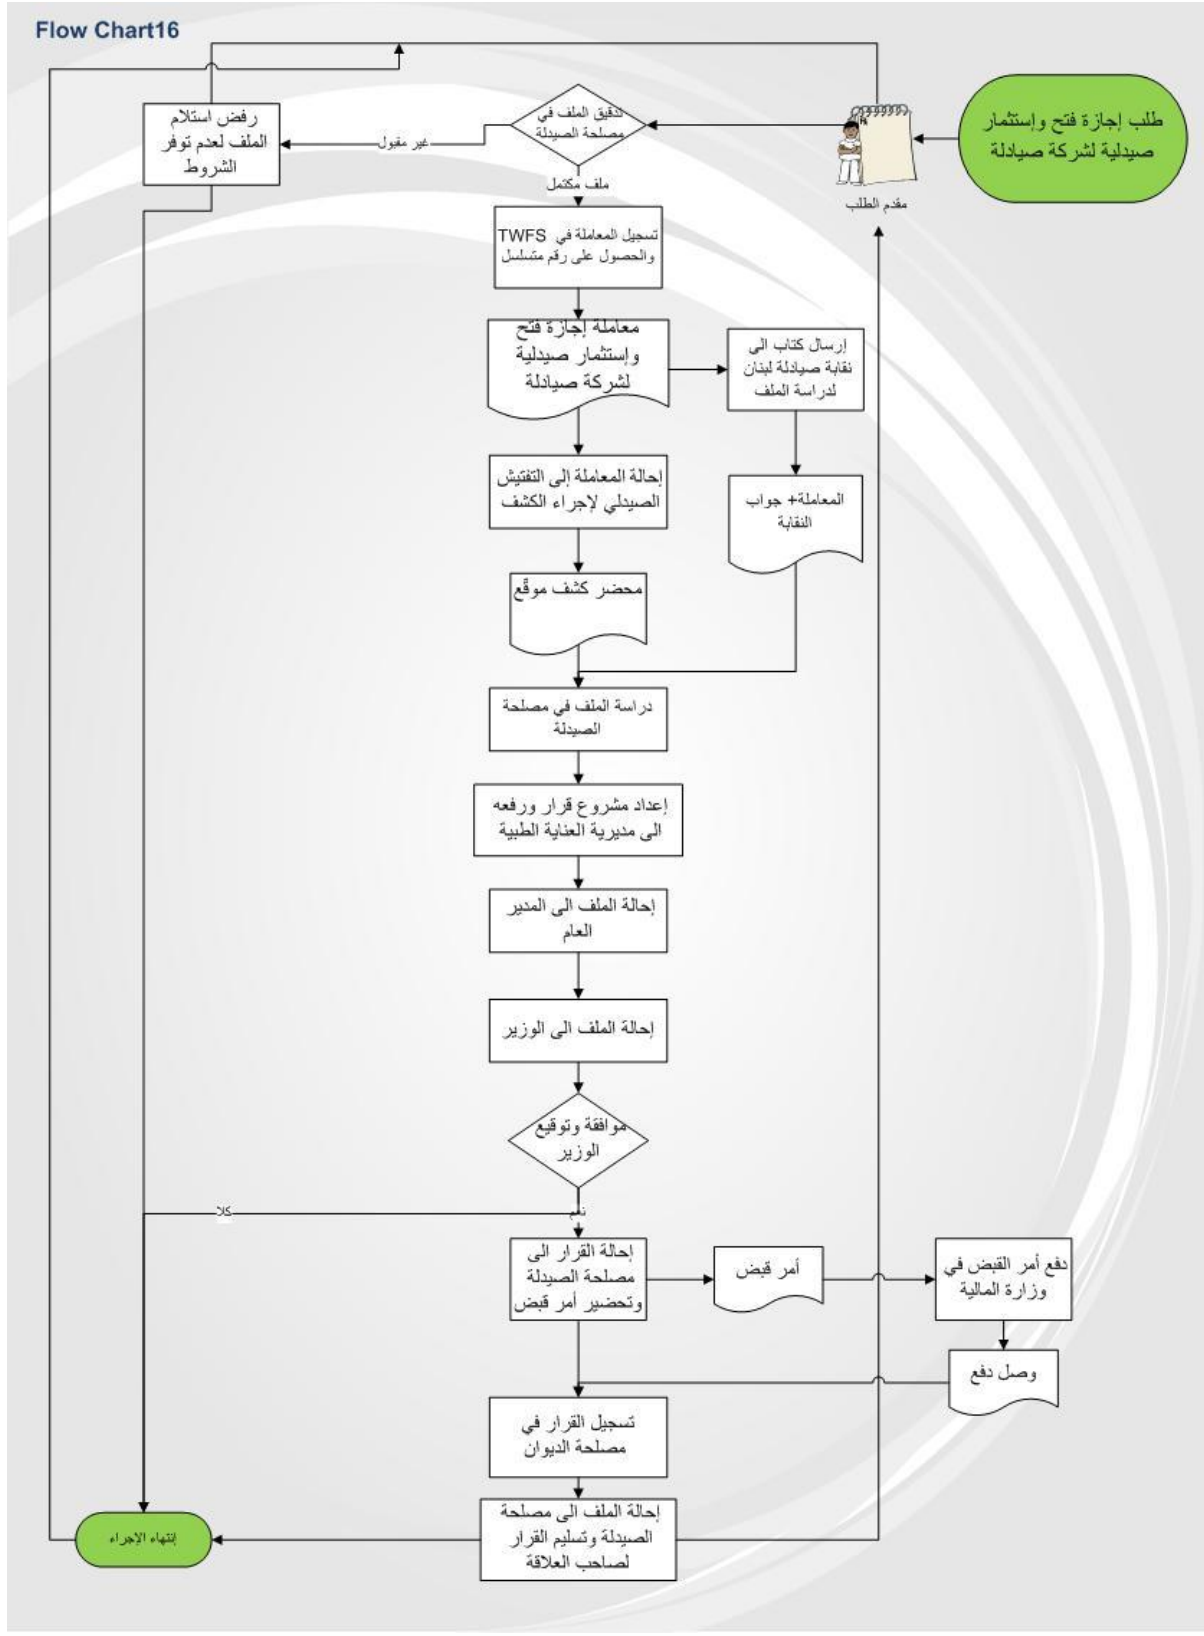 Flow Chart16
طلب إجازة فتح وإستثمار
صيدلية لشركة صيادلة
مقدم الطلب
تدقيق الملف في
مصلحة الصيدلة
غير مقبول
رفض استلام
الملف لعدم توفر
الشروط
ملف مكتمل
تسجيل المعاملة في TWFS
والحصول على رقم متسلسل
معاملة إجازة فتح
وإستثمار صيدلية
لشركة صيادلة
إرسال كتاب الى
نقابة صيادلة لبنان
لدراسة الملف
إحالة المعاملة إلى التفتيش
الصيدلي لإجراء الكشف
المعاملة+ جواب
النقابة
محضر كشف موقّع
دراسة الملف في مصلحة
الصيدلة
إعداد مشروع قرار ورفعه
الى مديرية العناية الطبية
إحالة الملف الى المدير
العام
إحالة الملف الى الوزير
موافقة وتوقيع
الوزير
كلا
نعم
إحالة القرار الى
مصلحة الصيدلة
وتحضير أمر قبض
أمر قبض
دفع أمر القبض في
وزارة المالية
وصل دفع
تسجيل القرار في
مصلحة الديوان
إحالة الملف الى مصلحة
الصيدلة وتسليم القرار
لصاحب العلاقة
إنتهاء الإجراء